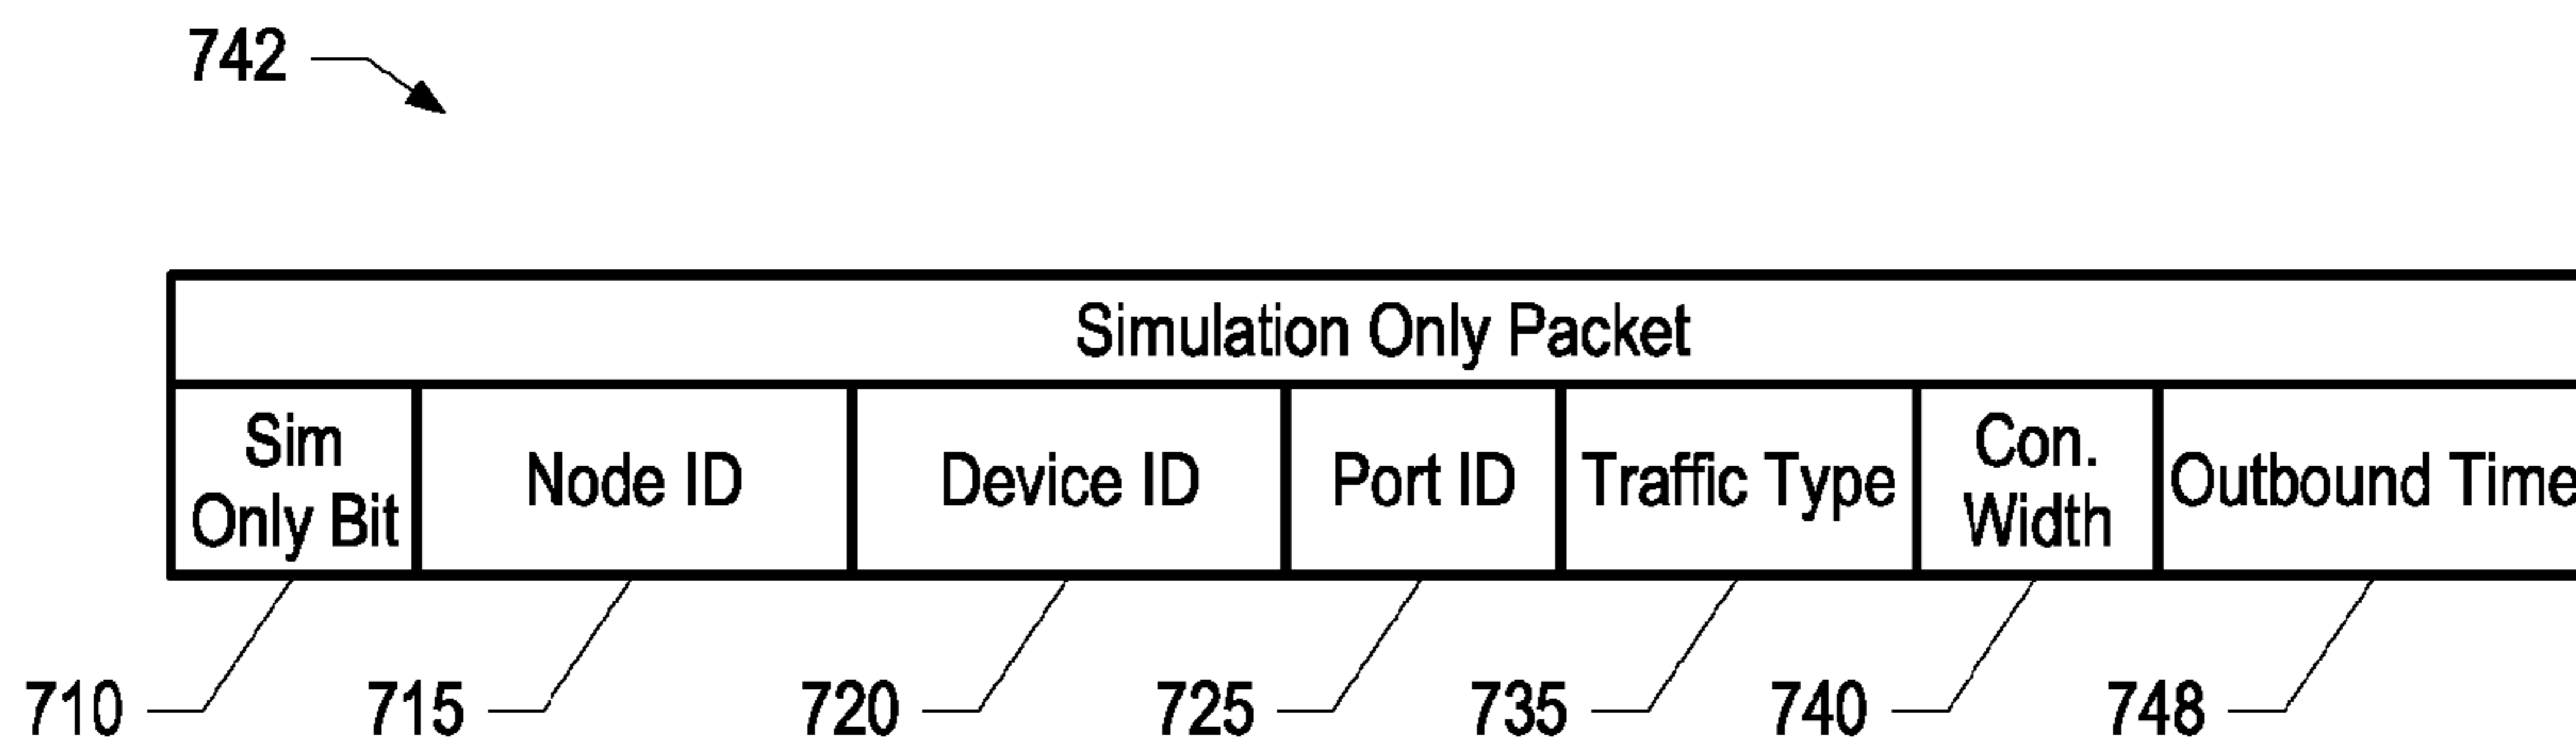 742
Simulation Only Packet
Sim
Only Bit
Node ID
Device ID
Port ID
Traffic Type
Con.
Width
Outbound Time
710
715
720
725
735
740
748